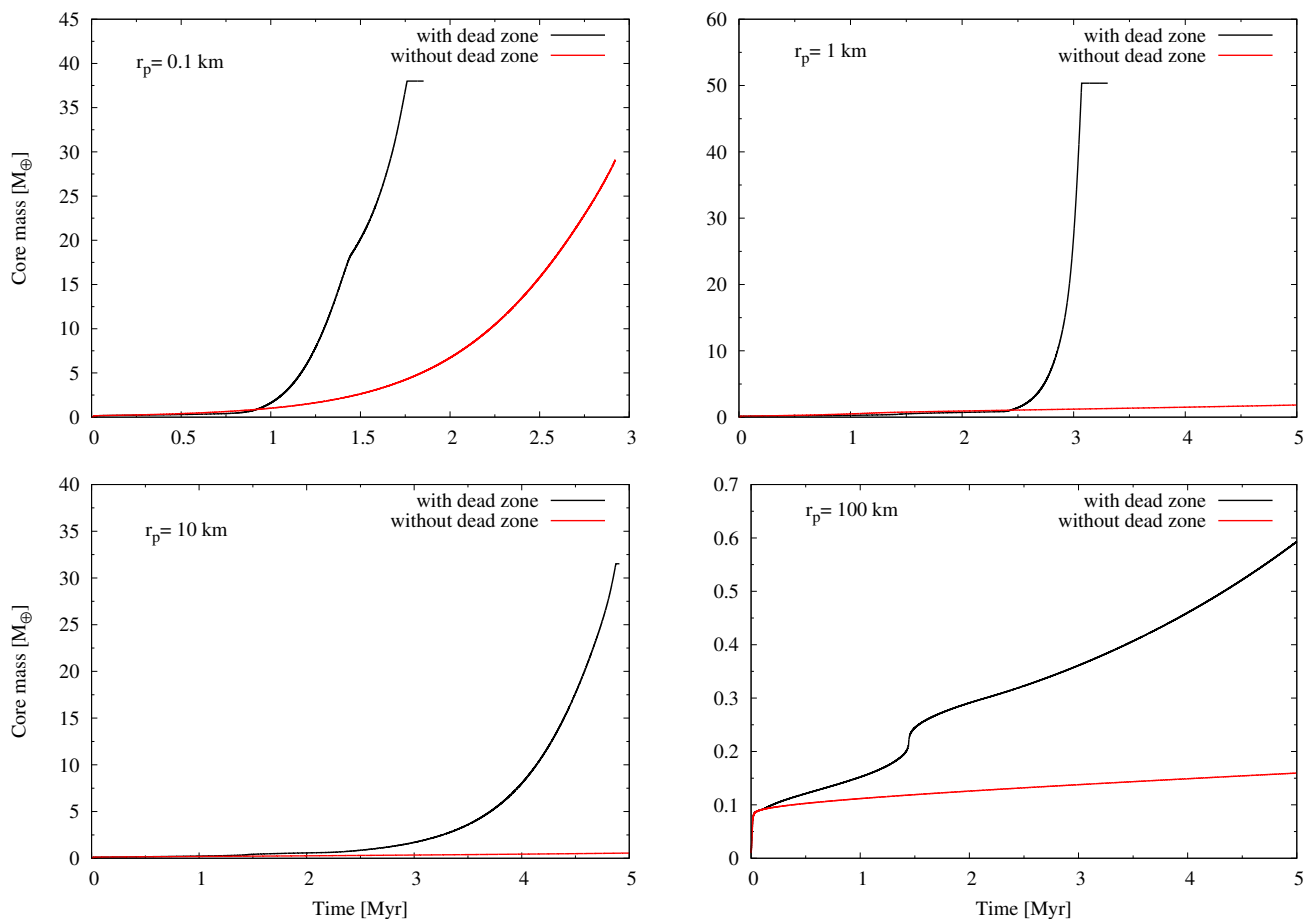 45
40
35
30
25
20
15
10
5
0
Core mass [M⊕]
r_p= 0.1 km
with dead zone
without dead zone
0 0.5 1 1.5 2 2.5 3
60
50
40
30
20
10
0
r_p= 1 km
with dead zone
without dead zone
0 1 2 3 4 5
40
35
30
25
20
15
10
5
0
Core mass [M⊕]
r_p= 10 km
with dead zone
without dead zone
0 1 2 3 4 5
Time [Myr]
0.7
0.6
0.5
0.4
0.3
0.2
0.1
0
r_p= 100 km
with dead zone
without dead zone
0 1 2 3 4 5
Time [Myr]